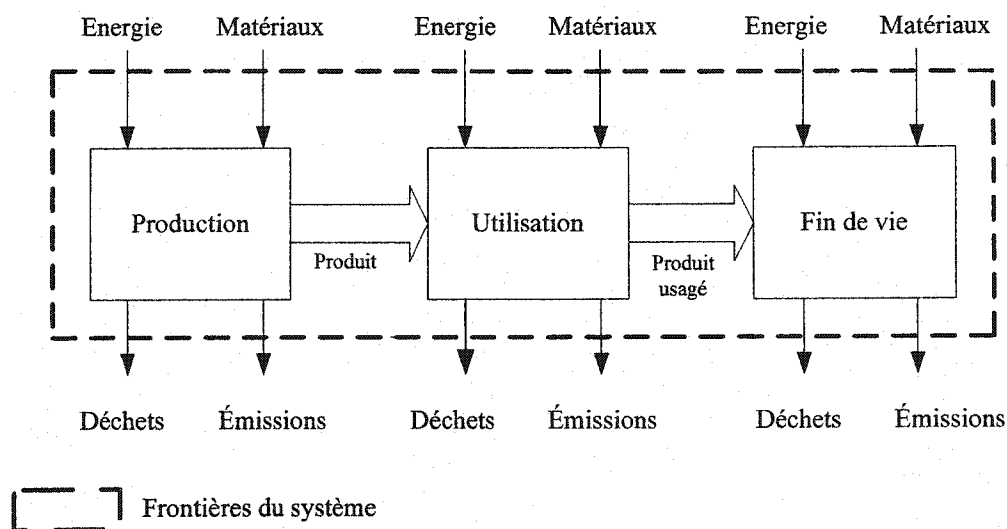 Energie Matériaux Energie Matériaux Energie Matériaux
Production Utilisation Fin de vie
Produit
Produit
usagé
Déchets Émissions Déchets Émissions Déchets Émissions
Frontières du système